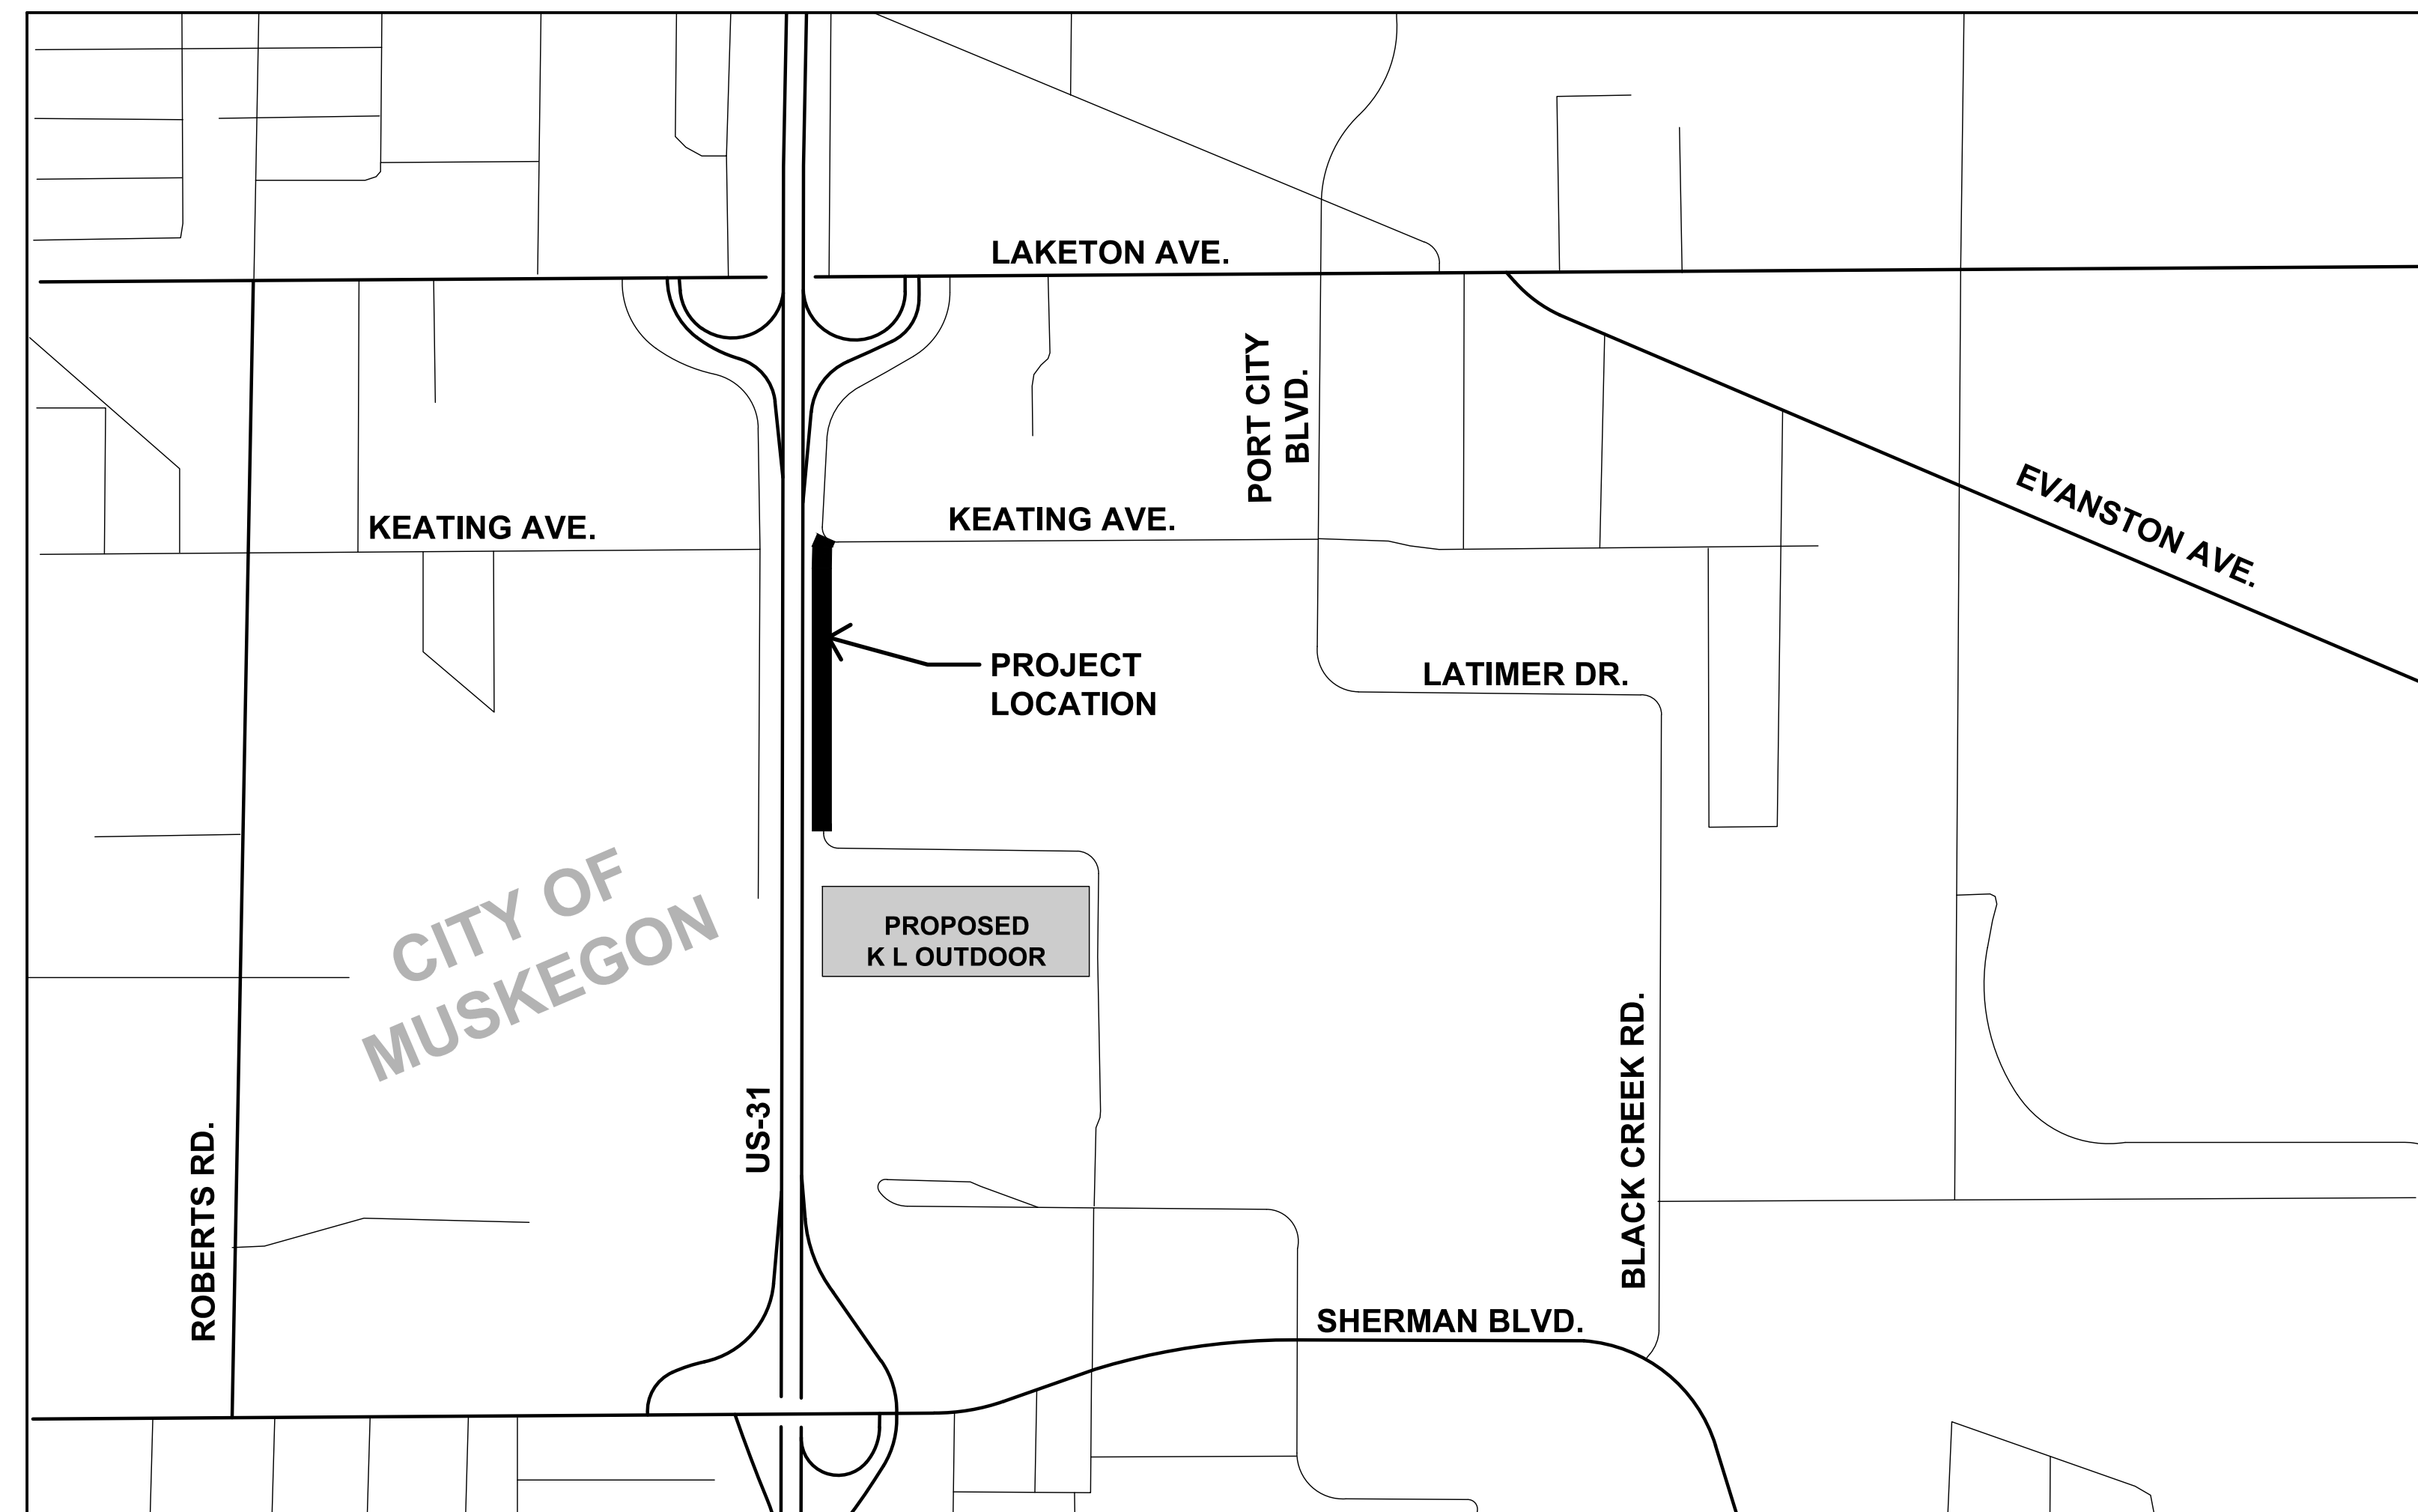 LAKETON AVE.
PORT CITY
BLVD.
EVANSTON AVE.
KEATING AVE.
KEATING AVE.
PROJECT
LOCATION
LATIMER DR.
CITY OF
MUSKEGON
PROPOSED
K L OUTDOOR
US-31
ROBERTS RD.
BLACK CREEK RD.
SHERMAN BLVD.